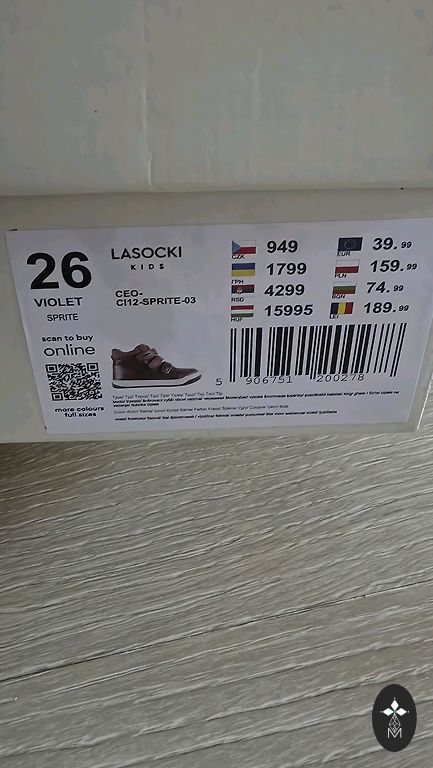 26
VIOLET
SPRITE
scan to buy
online
more colours
full sizes
LASOCKI
KIDS
CEO-
CI12-SPRITE-03
CZK 949
ГРН 1799
RSD 4299
HUF 15995
EUR 39.99
PLN 159.99
BGN 74.99
LEI 189.99
5 906751 200278
M